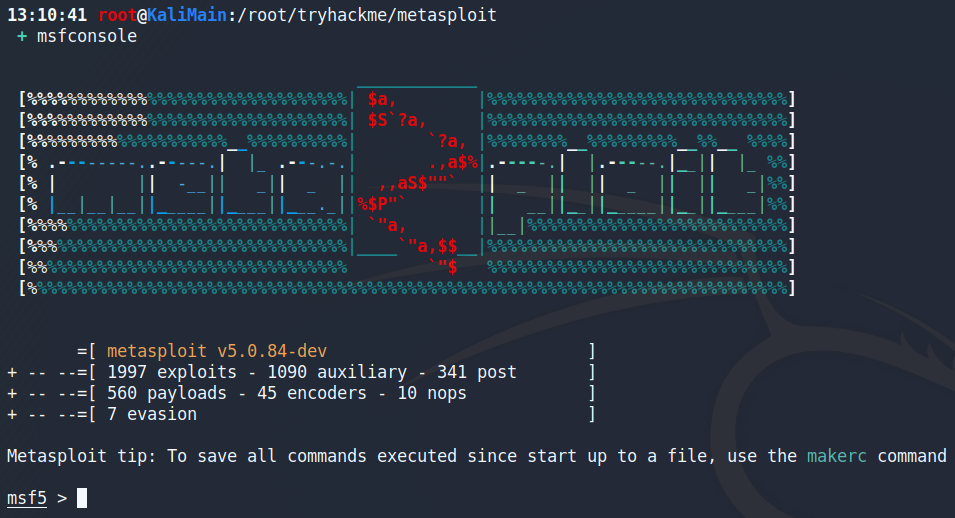 13:10:41 root@KaliMain:/root/tryhackme/metasploit
+ msfconsole
metasploit
=[ metasploit v5.0.84-dev ]
+ -- --=[ 1997 exploits - 1090 auxiliary - 341 post ]
+ -- --=[ 560 payloads - 45 encoders - 10 nops ]
+ -- --=[ 7 evasion ]
Metasploit tip: To save all commands executed since start up to a file, use the makerc command
msf5 >